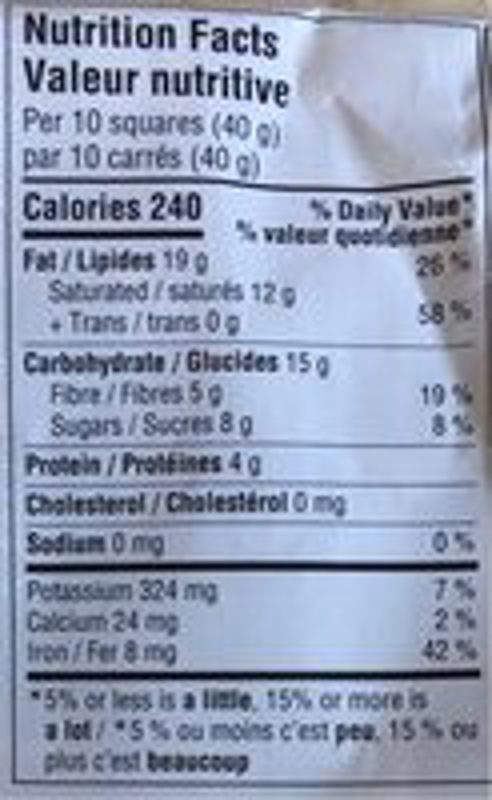 Nutrition Facts
Valeur nutritive
Per 10 squares (40 g)
par 10 carrés (40 g)
Calories 240 % Daily Value*
% valeur quotidienne*
Fat / Lipides 19 g 26 %
Saturated / saturés 12 g
+ Trans / trans 0 g 58 %
Carbohydrate / Glucides 15 g
Fibre / Fibres 5 g 19 %
Sugars / Sucres 8 g 8 %
Protein / Protéines 4 g
Cholesterol / Cholestérol 0 mg
Sodium 0 mg 0 %
Potassium 324 mg 7 %
Calcium 24 mg 2 %
Iron / Fer 8 mg 42 %
*5% or less is a little, 15% or more is
a lot / *5 % ou moins c'est peu, 15 % ou
plus c'est beaucoup